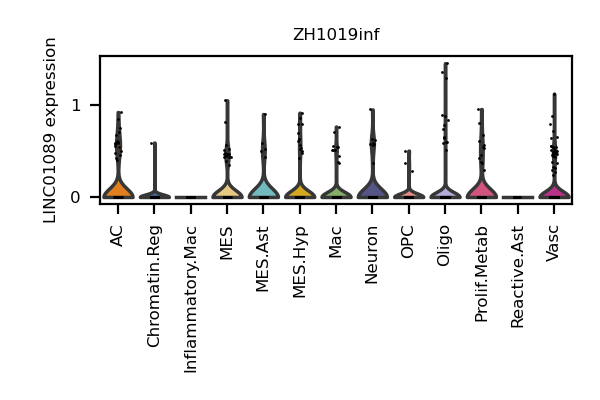 ZH1019inf
LINC01089 expression
1
0
AC
Chromatin.Reg
Inflammatory.Mac
MES
MES.Ast
MES.Hyp
Mac
Neuron
OPC
Oligo
Prolif.Metab
Reactive.Ast
Vasc